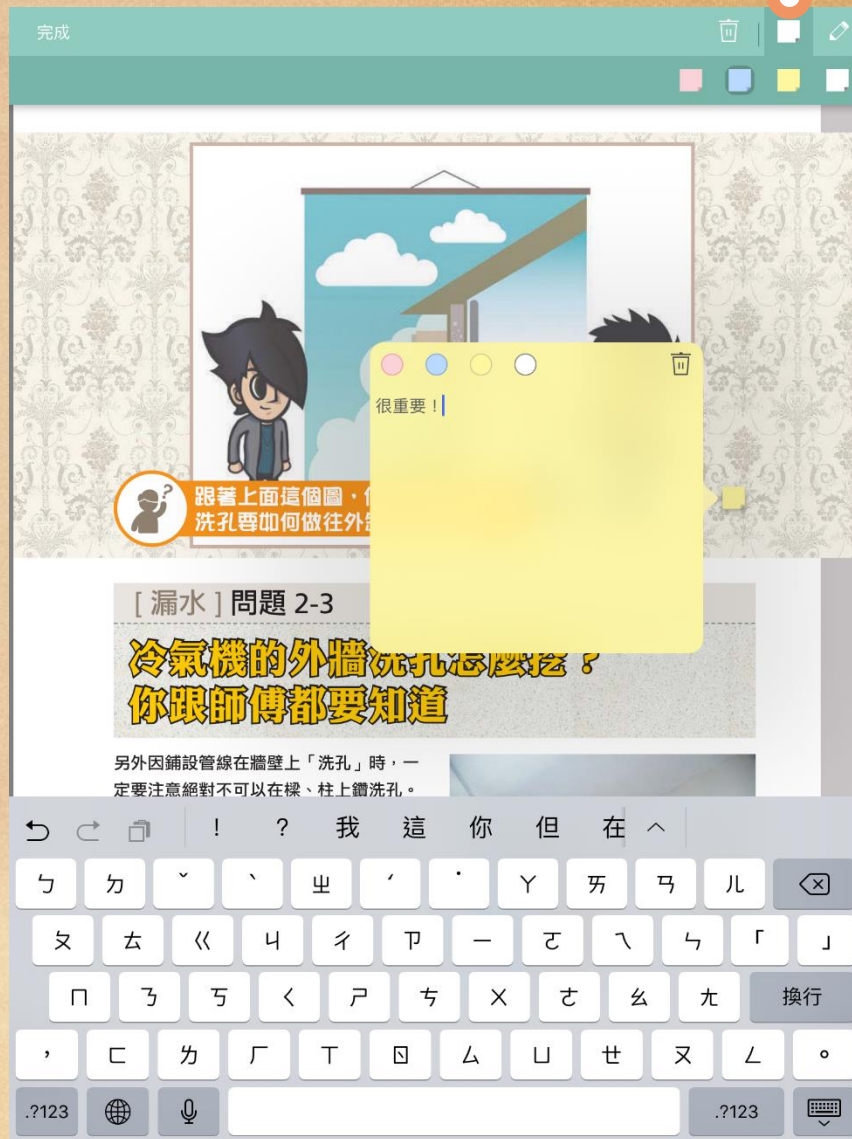 完成
很重要！
跟著上面這個圖，
洗孔要如何做往外
[ 漏水 ] 問題 2-3
冷氣機的外牆洗孔怎麼挖？
你跟師傅都要知道
另外因鋪設管線在牆壁上「洗孔」時，一
定要注意絕對不可以在樑、柱上鑽洗孔。
！ ？ 我 這 你 但 在
ㄅ ㄉ ˇ ˋ ㄓ ˊ ˙ ㄚ ㄞ ㄢ ㄦ
ㄆ ㄊ ㄍ ㄐ ㄔ ㄗ ㄧ ㄛ ㄟ ㄣ 「 」
ㄇ ㄋ ㄎ ㄑ ㄕ ㄘ ㄨ ㄜ ㄠ ㄤ 換行
， ㄈ ㄌ ㄏ ㄒ ㄖ ㄙ ㄩ ㄝ ㄡ ㄥ 。
.?123 .?123